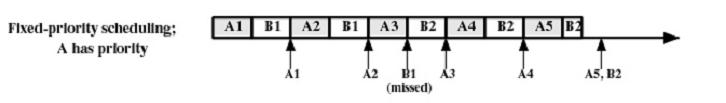 Fixed-priority scheduling;
A has priority
A1 B1 A2 B1 A3 B2 A4 B2 A5 B2
A1 A2 B1 A3 A4 A5, B2
(missed)